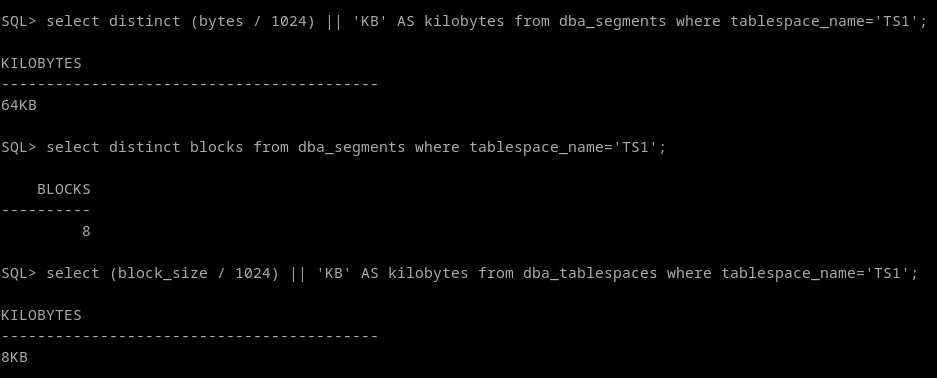 SQL> select distinct (bytes / 1024) || 'KB' AS kilobytes from dba_segments where tablespace_name='TS1';
KILOBYTES
------------------------------------------
64KB
SQL> select distinct blocks from dba_segments where tablespace_name='TS1';
    BLOCKS
----------
         8
SQL> select (block_size / 1024) || 'KB' AS kilobytes from dba_tablespaces where tablespace_name='TS1';
KILOBYTES
------------------------------------------
8KB